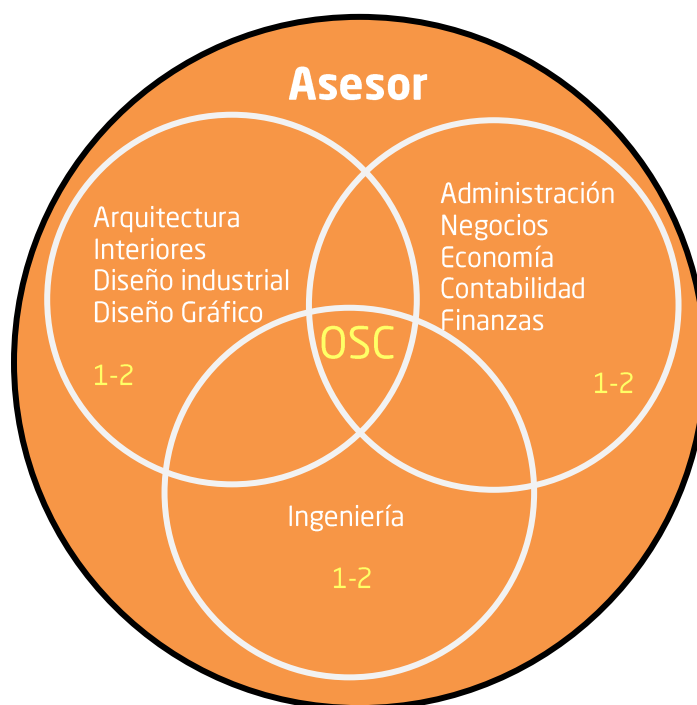 Asesor
Arquitectura
Interiores
Diseño industrial
Diseño Gráfico
1-2
Administración
Negocios
Economía
Contabilidad
Finanzas
1-2
OSC
Ingeniería
1-2